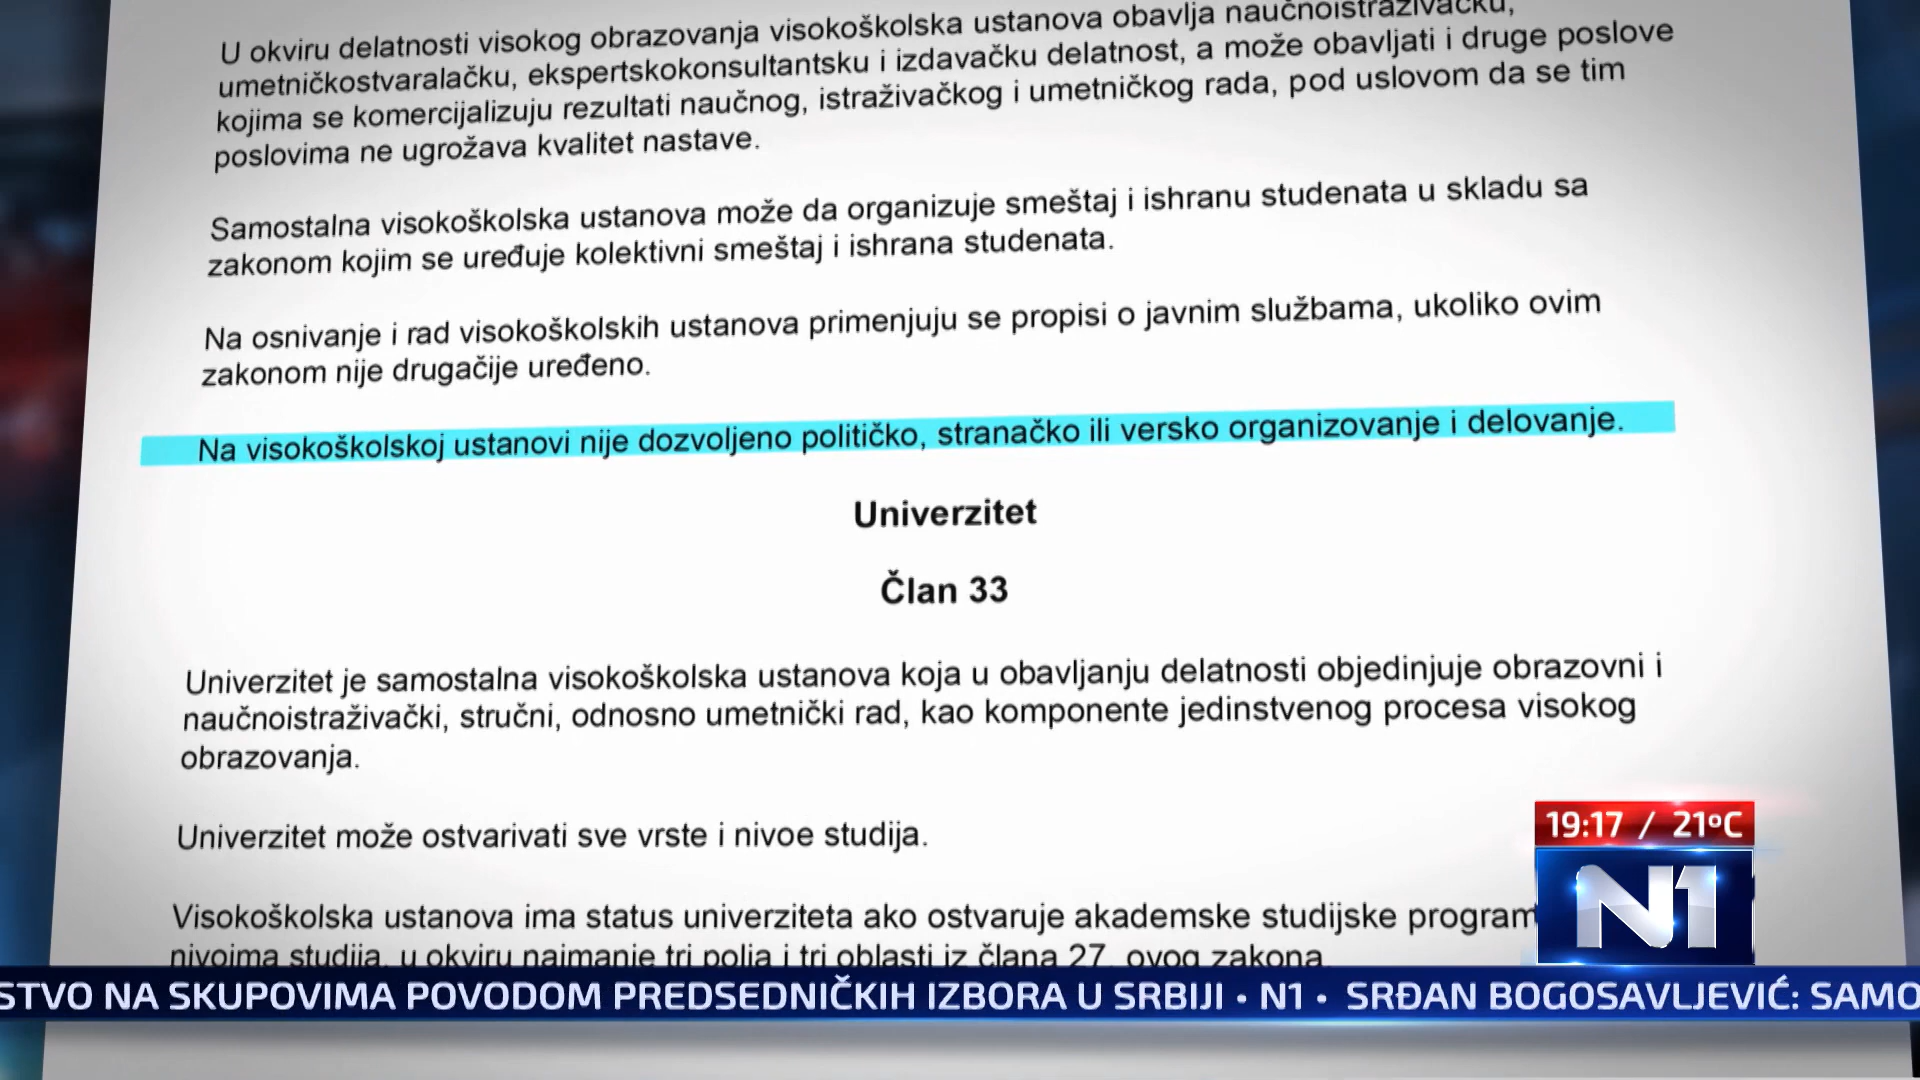 U okviru delatnosti visokog obrazovanja visokoškolska ustanova obavlja naučnoistraživačku,
umetničkostvaralačku, ekspertskokonsultantsku i izdavačku delatnost, a može obavljati i druge poslove
kojima se komercijalizuju rezultati naučnog, istraživačkog i umetničkog rada, pod uslovom da se tim
poslovima ne ugrožava kvalitet nastave.
Samostalna visokoškolska ustanova može da organizuje smeštaj i ishranu studenata u skladu sa
zakonom kojim se uređuje kolektivni smeštaj i ishrana studenata.
Na osnivanje i rad visokoškolskih ustanova primenjuju se propisi o javnim službama, ukoliko ovim
zakonom nije drugačije uređeno.
Na visokoškolskoj ustanovi nije dozvoljeno političko, stranačko ili versko organizovanje i delovanje.
Univerzitet
Član 33
Univerzitet je samostalna visokoškolska ustanova koja u obavljanju delatnosti objedinjuje obrazovni i
naučnoistraživački, stručni, odnosno umetnički rad, kao komponente jedinstvenog procesa visokog
obrazovanja.
Univerzitet može ostvarivati sve vrste i nivoe studija.
Visokoškolska ustanova ima status univerziteta ako ostvaruje akademske studijske program
nivoima studija, u okviru najmanje tri polja i tri oblasti iz člana 27. ovog zakona.
19:17 / 21ºC
N1
STVO NA SKUPOVIMA POVODOM PREDSEDNIČKIH IZBORA U SRBIJI • N1 • SRĐAN BOGOSAVLJEVIĆ: SAMO